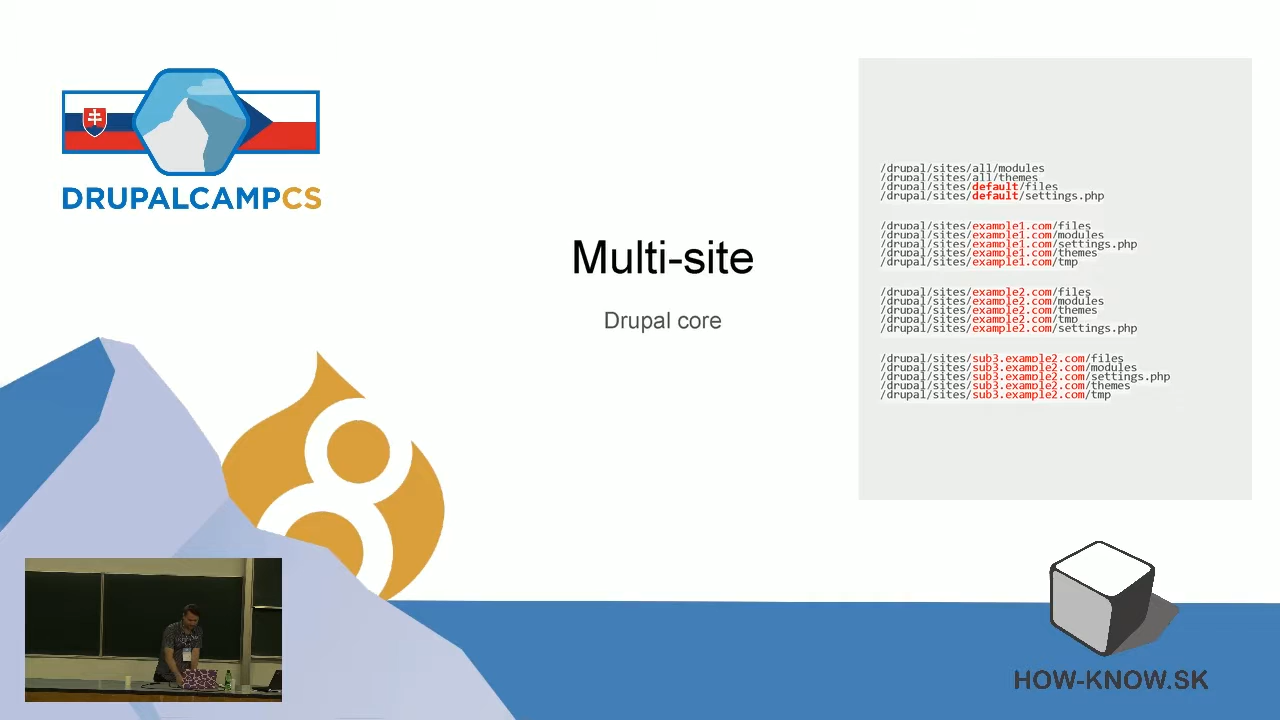 DRUPALCAMPCS
Multi-site
Drupal core
/drupal/sites/all/modules
/drupal/sites/all/themes
/drupal/sites/default/files
/drupal/sites/default/settings.php
/drupal/sites/example1.com/files
/drupal/sites/example1.com/modules
/drupal/sites/example1.com/settings.php
/drupal/sites/example1.com/themes
/drupal/sites/example1.com/tmp
/drupal/sites/example2.com/files
/drupal/sites/example2.com/modules
/drupal/sites/example2.com/themes
/drupal/sites/example2.com/tmp
/drupal/sites/example2.com/settings.php
/drupal/sites/sub3.example2.com/files
/drupal/sites/sub3.example2.com/modules
/drupal/sites/sub3.example2.com/settings.php
/drupal/sites/sub3.example2.com/themes
/drupal/sites/sub3.example2.com/tmp
8
HOW-KNOW.SK